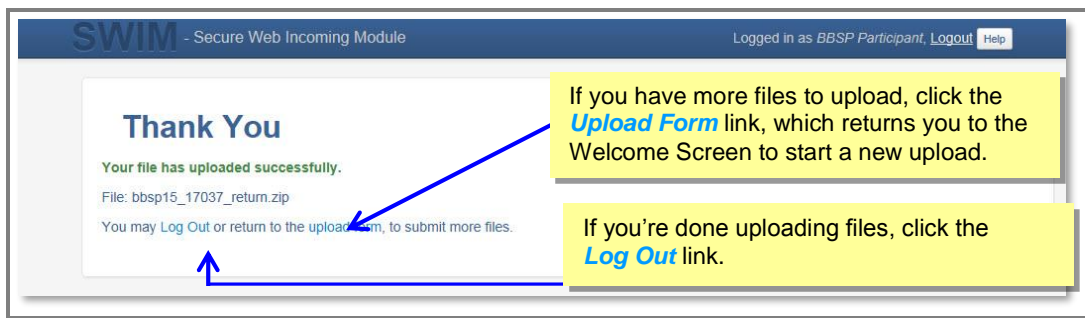 SWIM - Secure Web Incoming Module
Logged in as BBSP Participant, Logout Help
Thank You
Your file has uploaded successfully.
File: bbsp15_17037_return.zip
You may Log Out or return to the upload form, to submit more files.
If you have more files to upload, click the
Upload Form link, which returns you to the
Welcome Screen to start a new upload.
If you're done uploading files, click the
Log Out link.